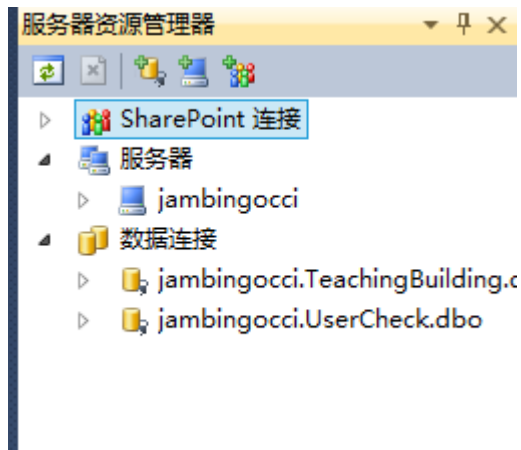 服务器资源管理器
SharePoint 连接
服务器
jambingocci
数据连接
jambingocci.TeachingBuilding.
jambingocci.UserCheck.dbo